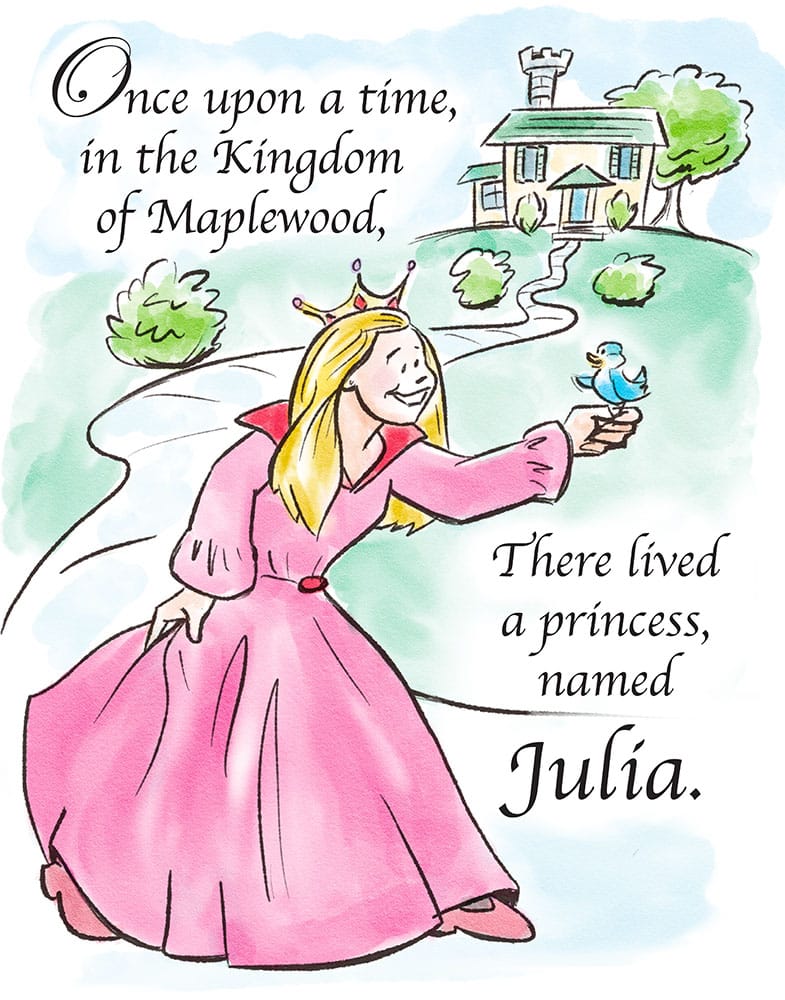 Once upon a time,
in the Kingdom
of Maplewood,
There lived
a princess,
named
Julia.